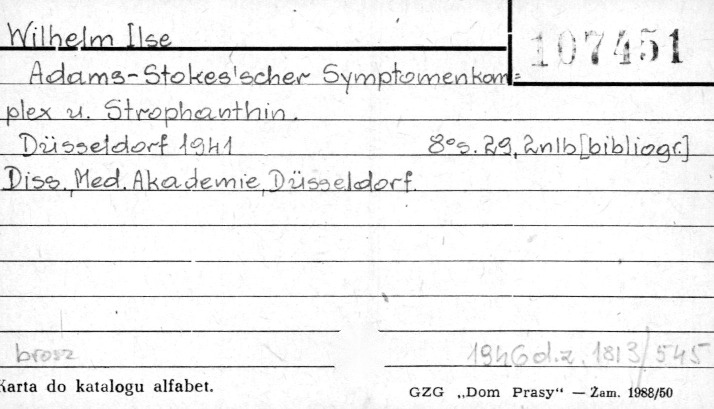 Wilhelm Ilse
107451
Adams-Stokes'scher Symptomenkom=
plex u. Strophanthin.
Düsseldorf 1941 8° s. 29, 2nlb [bibliogr.]
Diss. Med. Akademie, Düsseldorf.
brosz
1946 d.z. 1813/545
Karta do katalogu alfabet.
GZG „Dom Prasy“ — Zam. 1988/50